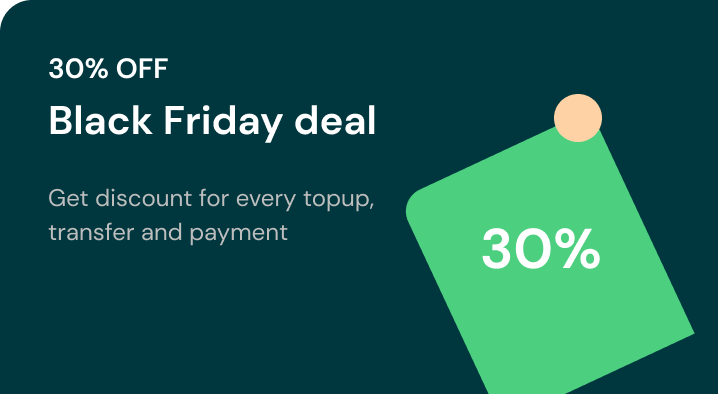 30% OFF
Black Friday deal
Get discount for every topup,
transfer and payment
30%